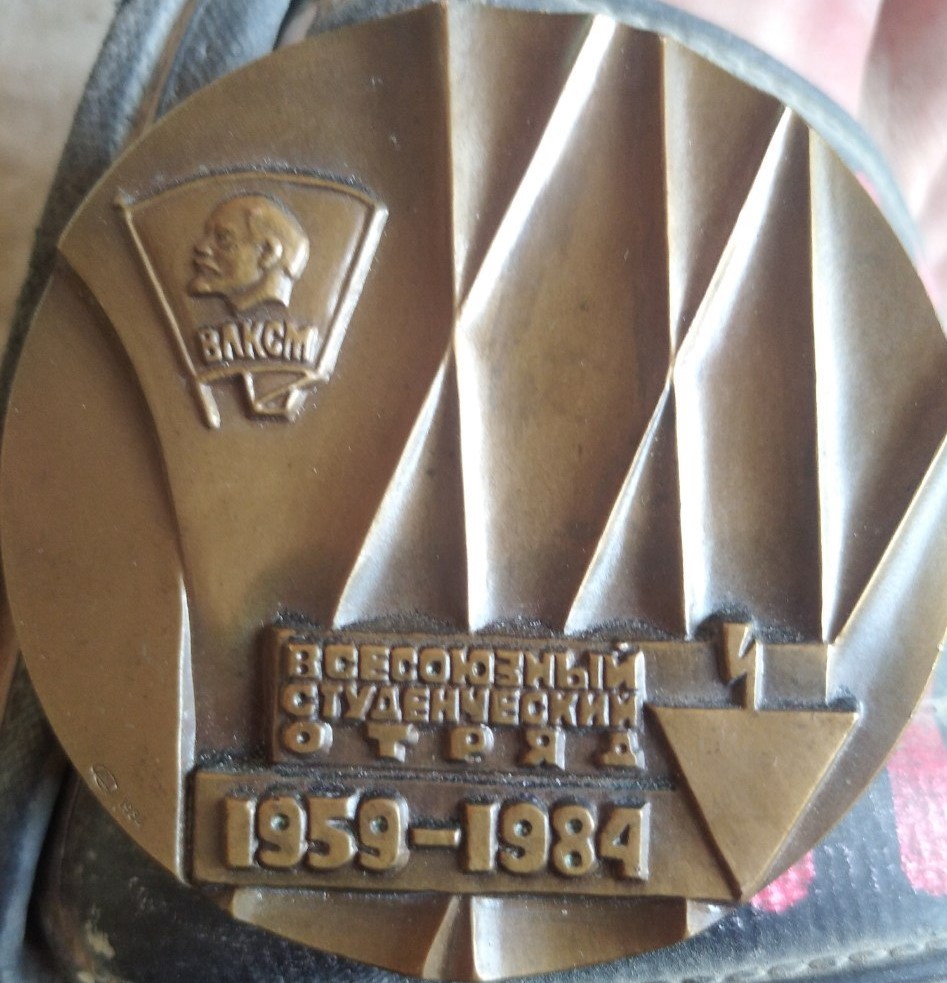 ВЛКСМ
ВСЕСОЮЗНЫЙ
СТУДЕНЧЕСКИЙ
ОТРЯД
1959-1984